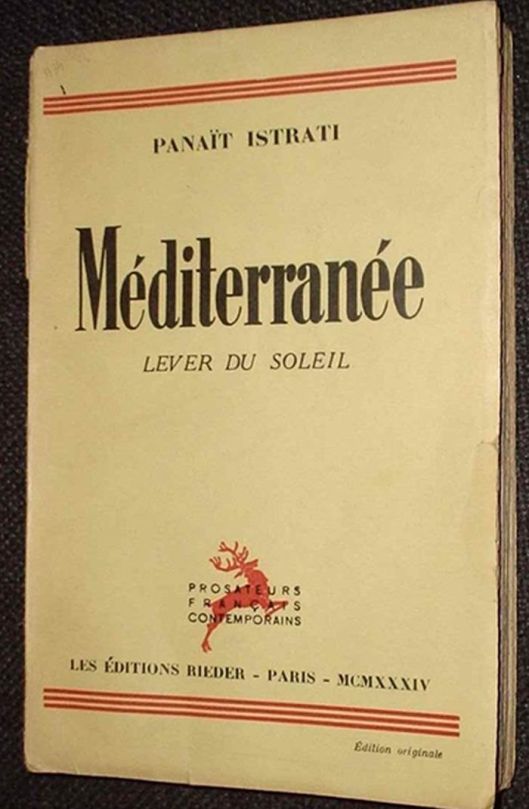 PANAÏT ISTRATI
Méditerranée
LEVER DU SOLEIL
PROSATEURS
FRANÇAIS
CONTEMPORAINS
LES ÉDITIONS RIEDER - PARIS - MCMXXXIV
Édition originale